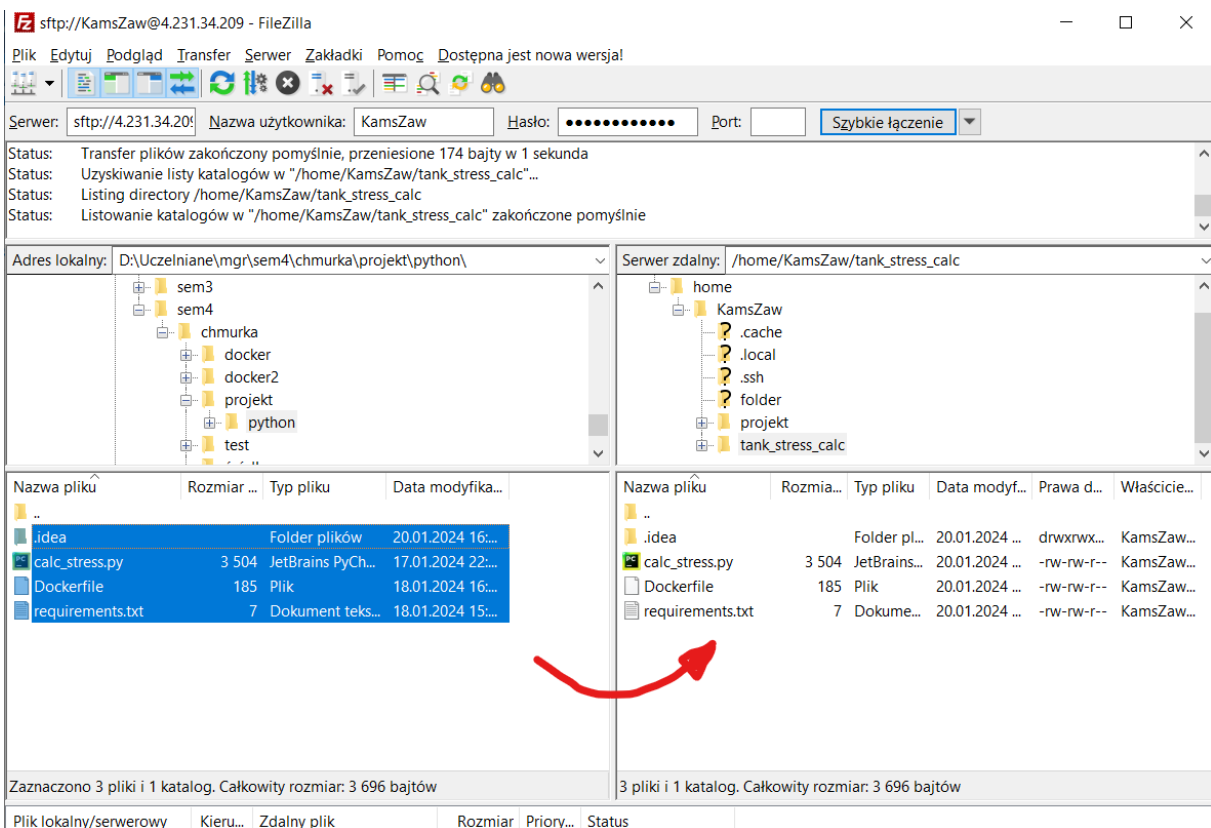 sftp://KamsZaw@4.231.34.209 - FileZilla
Plik Edytuj Podgląd Transfer Serwer Zakładki Pomoc Dostępna jest nowa wersja!
Serwer: sftp://4.231.34.209 Nazwa użytkownika: KamsZaw Hasło: ●●●●●●●●●●●● Port: Szybkie łączenie
Status: Transfer plików zakończony pomyślnie, przeniesione 174 bajty w 1 sekunda
Status: Uzyskiwanie listy katalogów w "/home/KamsZaw/tank_stress_calc"...
Status: Listing directory /home/KamsZaw/tank_stress_calc
Status: Listowanie katalogów w "/home/KamsZaw/tank_stress_calc" zakończone pomyślnie
Adres lokalny: D:\Uczelniane\mgr\sem4\chmurka\projekt\python\
sem3
sem4
chmurka
docker
docker2
projekt
python
test
Serwer zdalny: /home/KamsZaw/tank_stress_calc
home
KamsZaw
.cache
.local
.ssh
folder
projekt
tank_stress_calc
Nazwa pliku Rozmiar ... Typ pliku Data modyfika...
..
.idea Folder plików 20.01.2024 16:...
calc_stress.py 3 504 JetBrains PyCh... 17.01.2024 22:...
Dockerfile 185 Plik 18.01.2024 16:...
requirements.txt 7 Dokument teks... 18.01.2024 15:...
Zaznaczono 3 pliki i 1 katalog. Całkowity rozmiar: 3 696 bajtów
Nazwa pliku Rozmia... Typ pliku Data modyf... Prawa d... Właścicie...
..
.idea Folder pl... 20.01.2024 ... drwxrwx... KamsZaw...
calc_stress.py 3 504 JetBrains... 20.01.2024 ... -rw-rw-r-- KamsZaw...
Dockerfile 185 Plik 20.01.2024 ... -rw-rw-r-- KamsZaw...
requirements.txt 7 Dokume... 20.01.2024 ... -rw-rw-r-- KamsZaw...
3 pliki i 1 katalog. Całkowity rozmiar: 3 696 bajtów
Plik lokalny/serwerowy Kieru... Zdalny plik Rozmiar Priory... Status